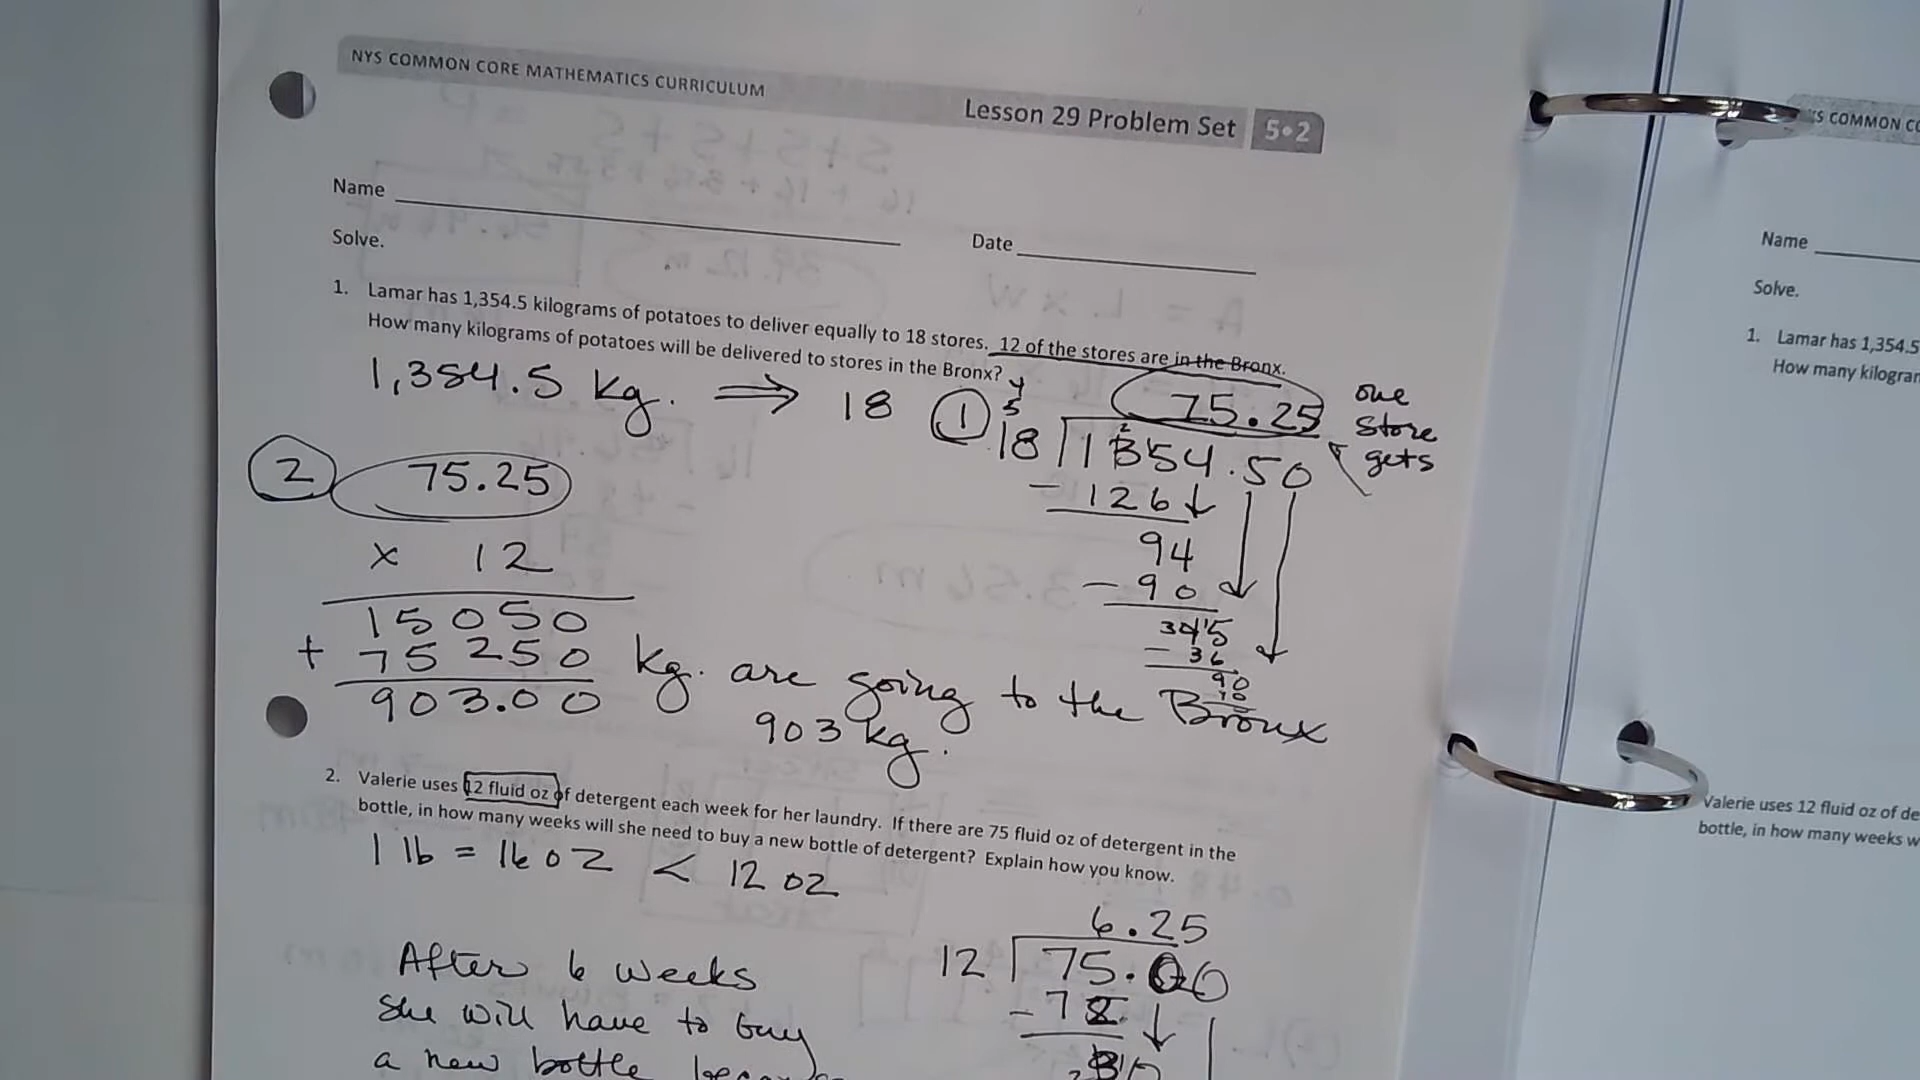 NYS COMMON CORE MATHEMATICS CURRICULUM
Lesson 29 Problem Set 5•2
Name
Date
Solve.
1. Lamar has 1,354.5 kilograms of potatoes to deliver equally to 18 stores. 12 of the stores are in the Bronx.
How many kilograms of potatoes will be delivered to stores in the Bronx?
1,354.5 kg. ⇒ 18
1
4
5
75.25
18 1354.50
one
store
gets
- 126
94
- 90
345
- 36
90
90
0
2
75.25
x 12
15050
+ 75250
903.00 kg. are going to the Bronx
903 kg.
2. Valerie uses 12 fluid oz of detergent each week for her laundry. If there are 75 fluid oz of detergent in the
bottle, in how many weeks will she need to buy a new bottle of detergent? Explain how you know.
1 lb = 16 oz < 12 oz
6.25
12 75.00
- 72
30
After 6 weeks
she will have to buy
a new bottle
S COMMON CO
Name
Solve.
1. Lamar has 1,354.5
How many kilogram
Valerie uses 12 fluid oz of de
bottle, in how many weeks w